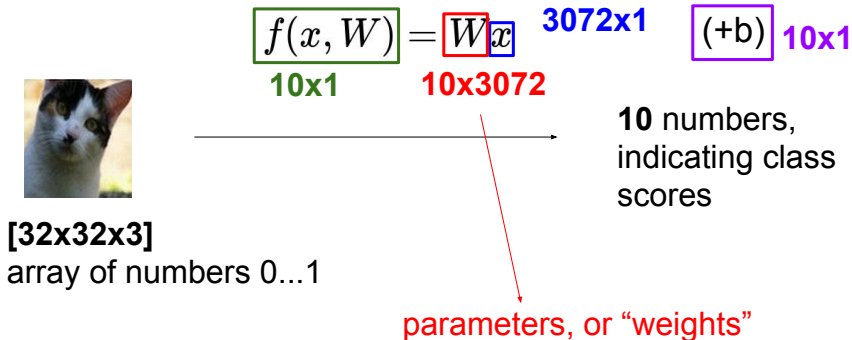 f(x, W) = Wx 3072x1 (+b) 10x1
10x1 10x3072
10 numbers,
indicating class
scores
[32x32x3]
array of numbers 0...1
parameters, or “weights”